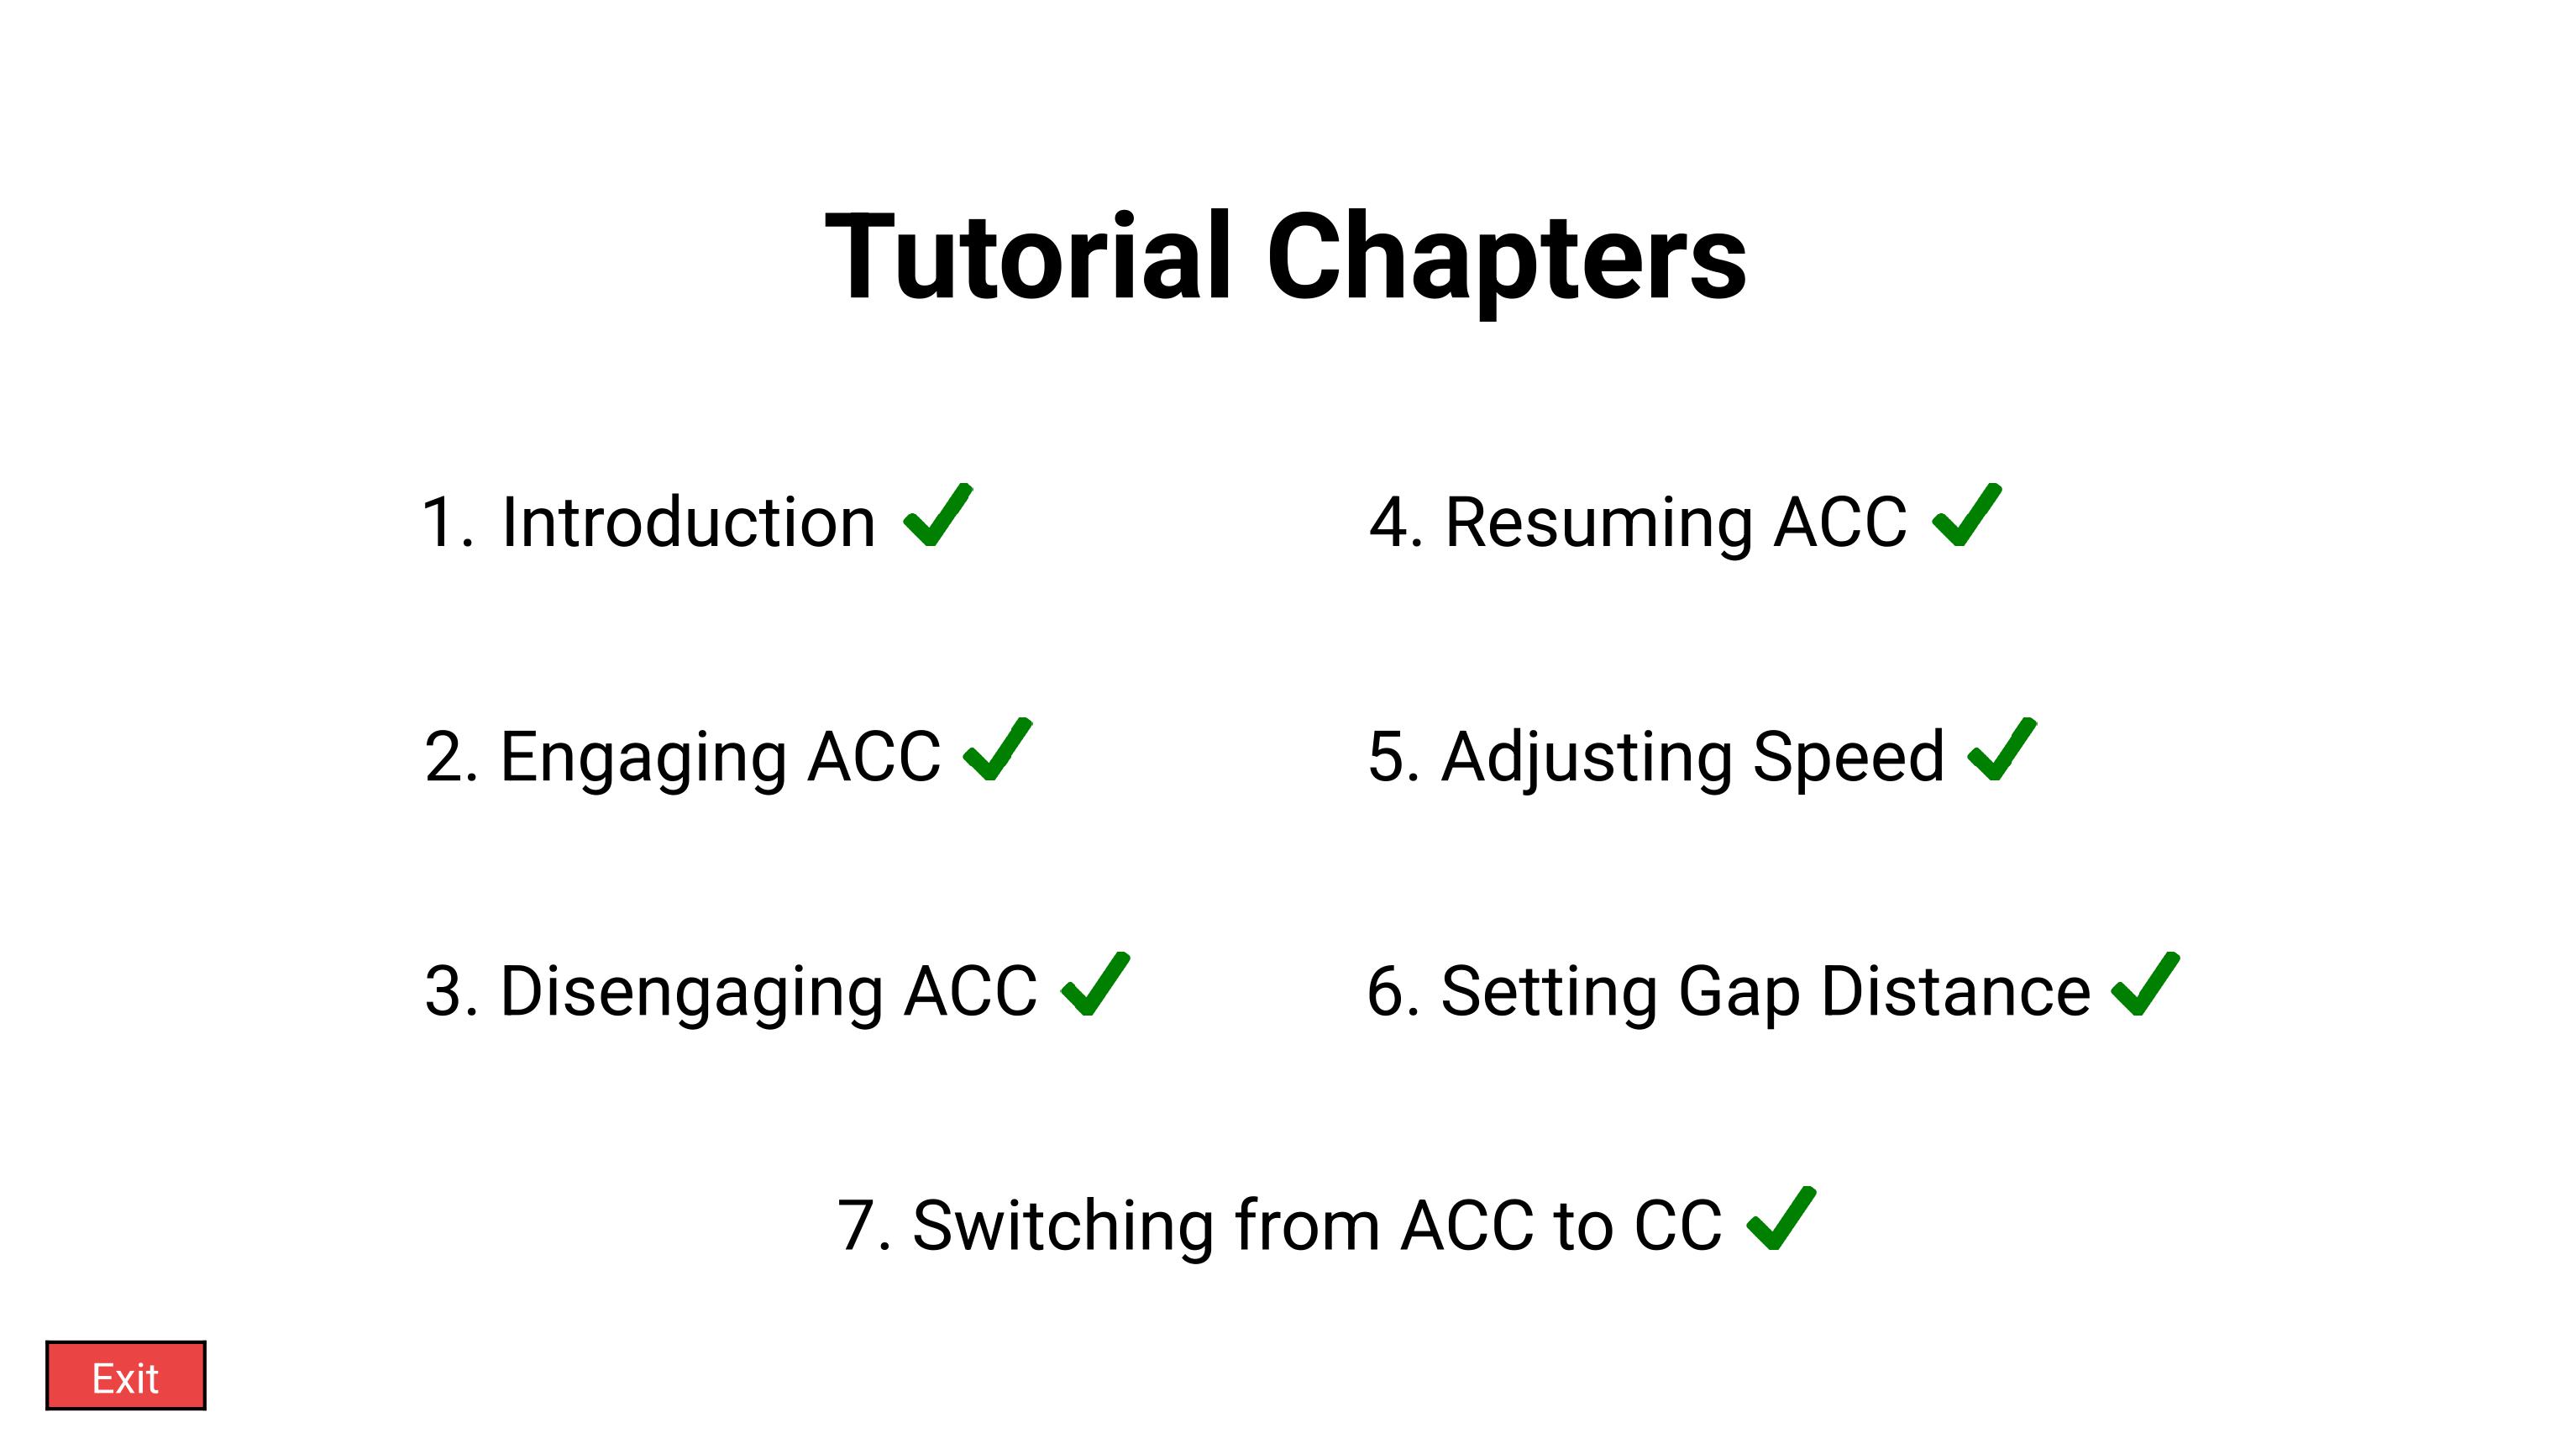 Tutorial Chapters
1. Introduction
2. Engaging ACC
3. Disengaging ACC
4. Resuming ACC
5. Adjusting Speed
6. Setting Gap Distance
7. Switching from ACC to CC
Exit